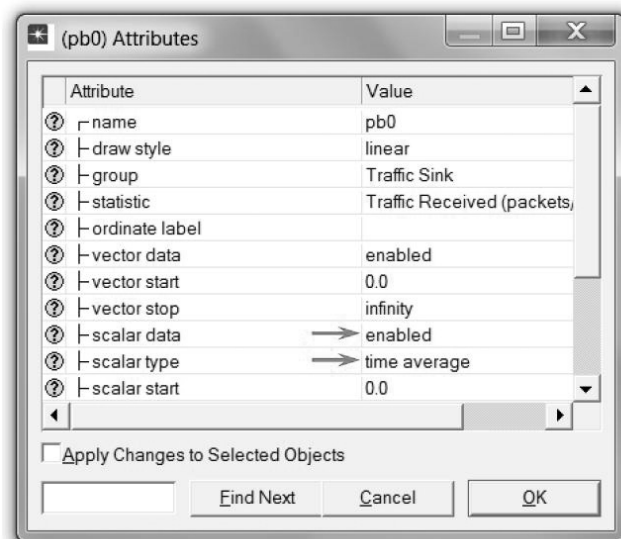 (pb0) Attributes
Attribute Value
name pb0
draw style linear
group Traffic Sink
statistic Traffic Received (packets/
ordinate label
vector data enabled
vector start 0.0
vector stop infinity
scalar data enabled
scalar type time average
scalar start 0.0
Apply Changes to Selected Objects
Find Next Cancel OK